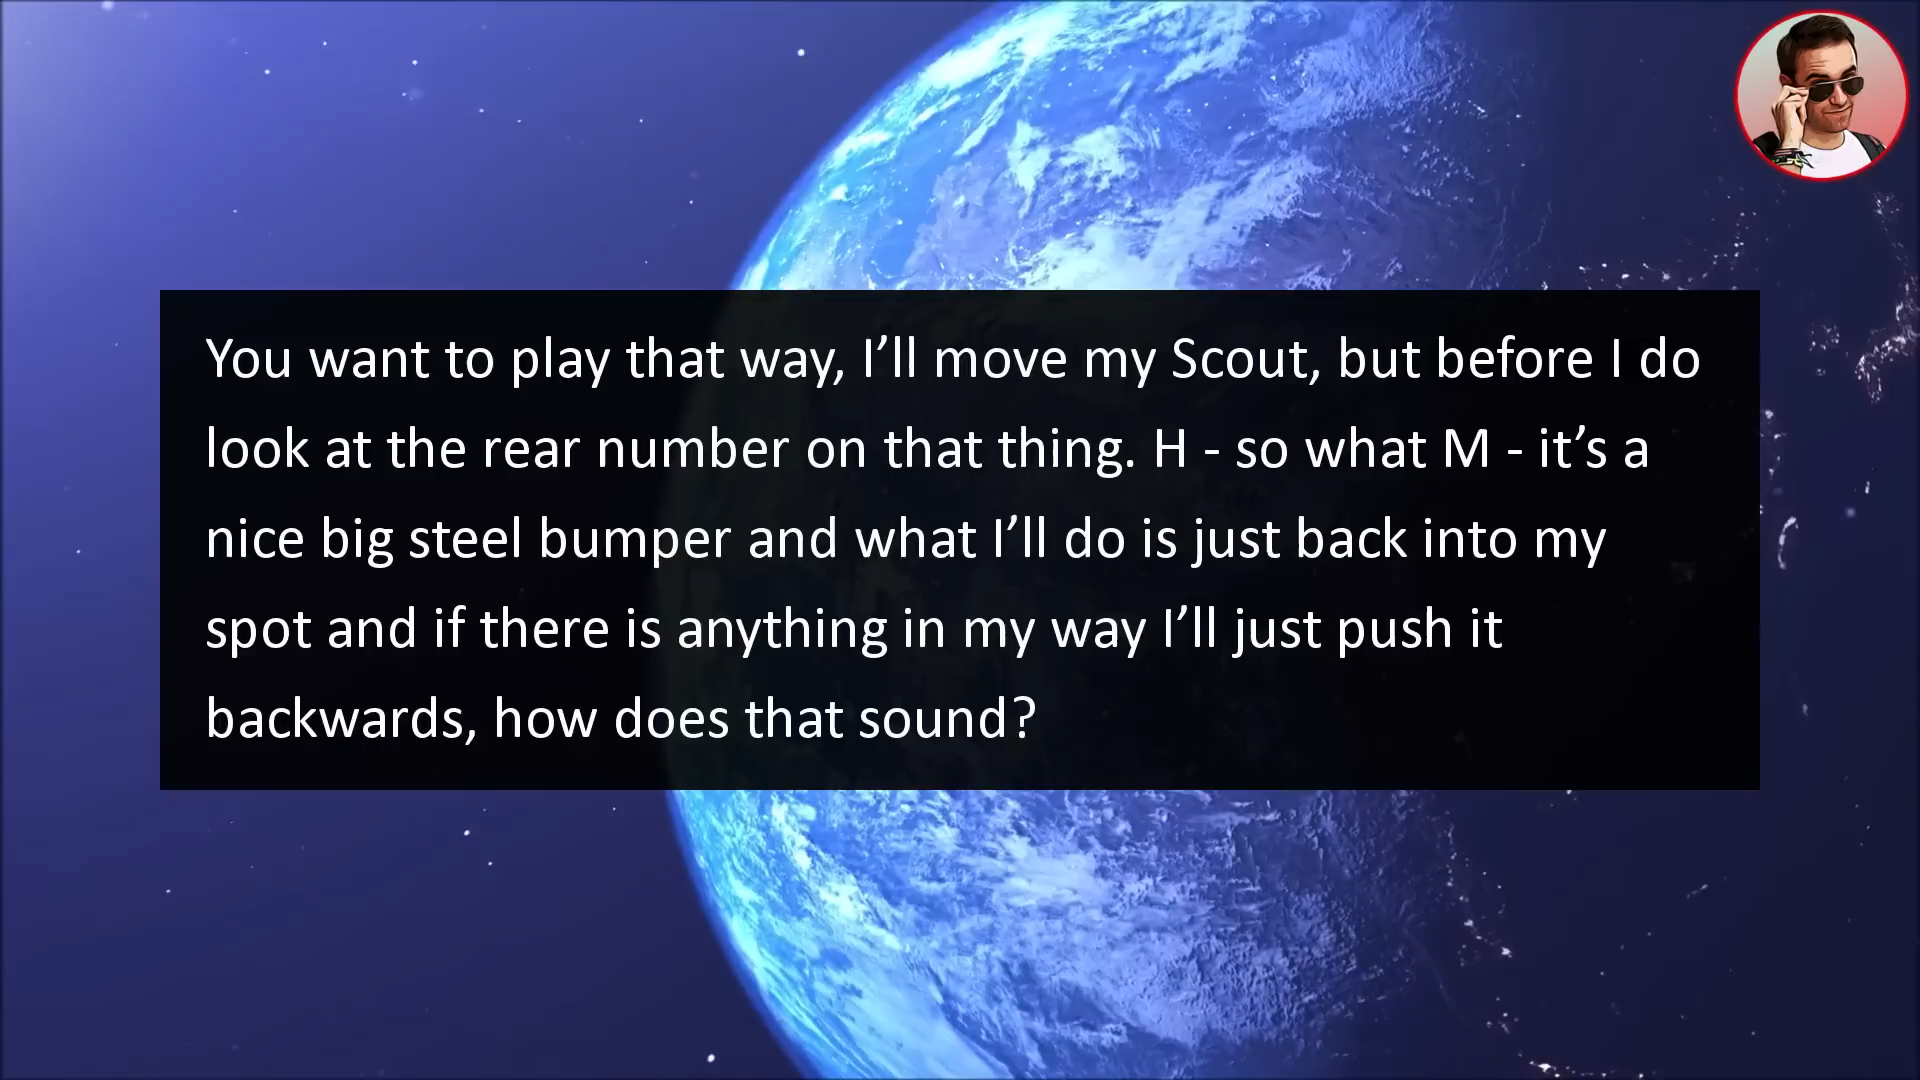 You want to play that way, I’ll move my Scout, but before I do
look at the rear number on that thing. H - so what M - it’s a
nice big steel bumper and what I’ll do is just back into my
spot and if there is anything in my way I’ll just push it
backwards, how does that sound?